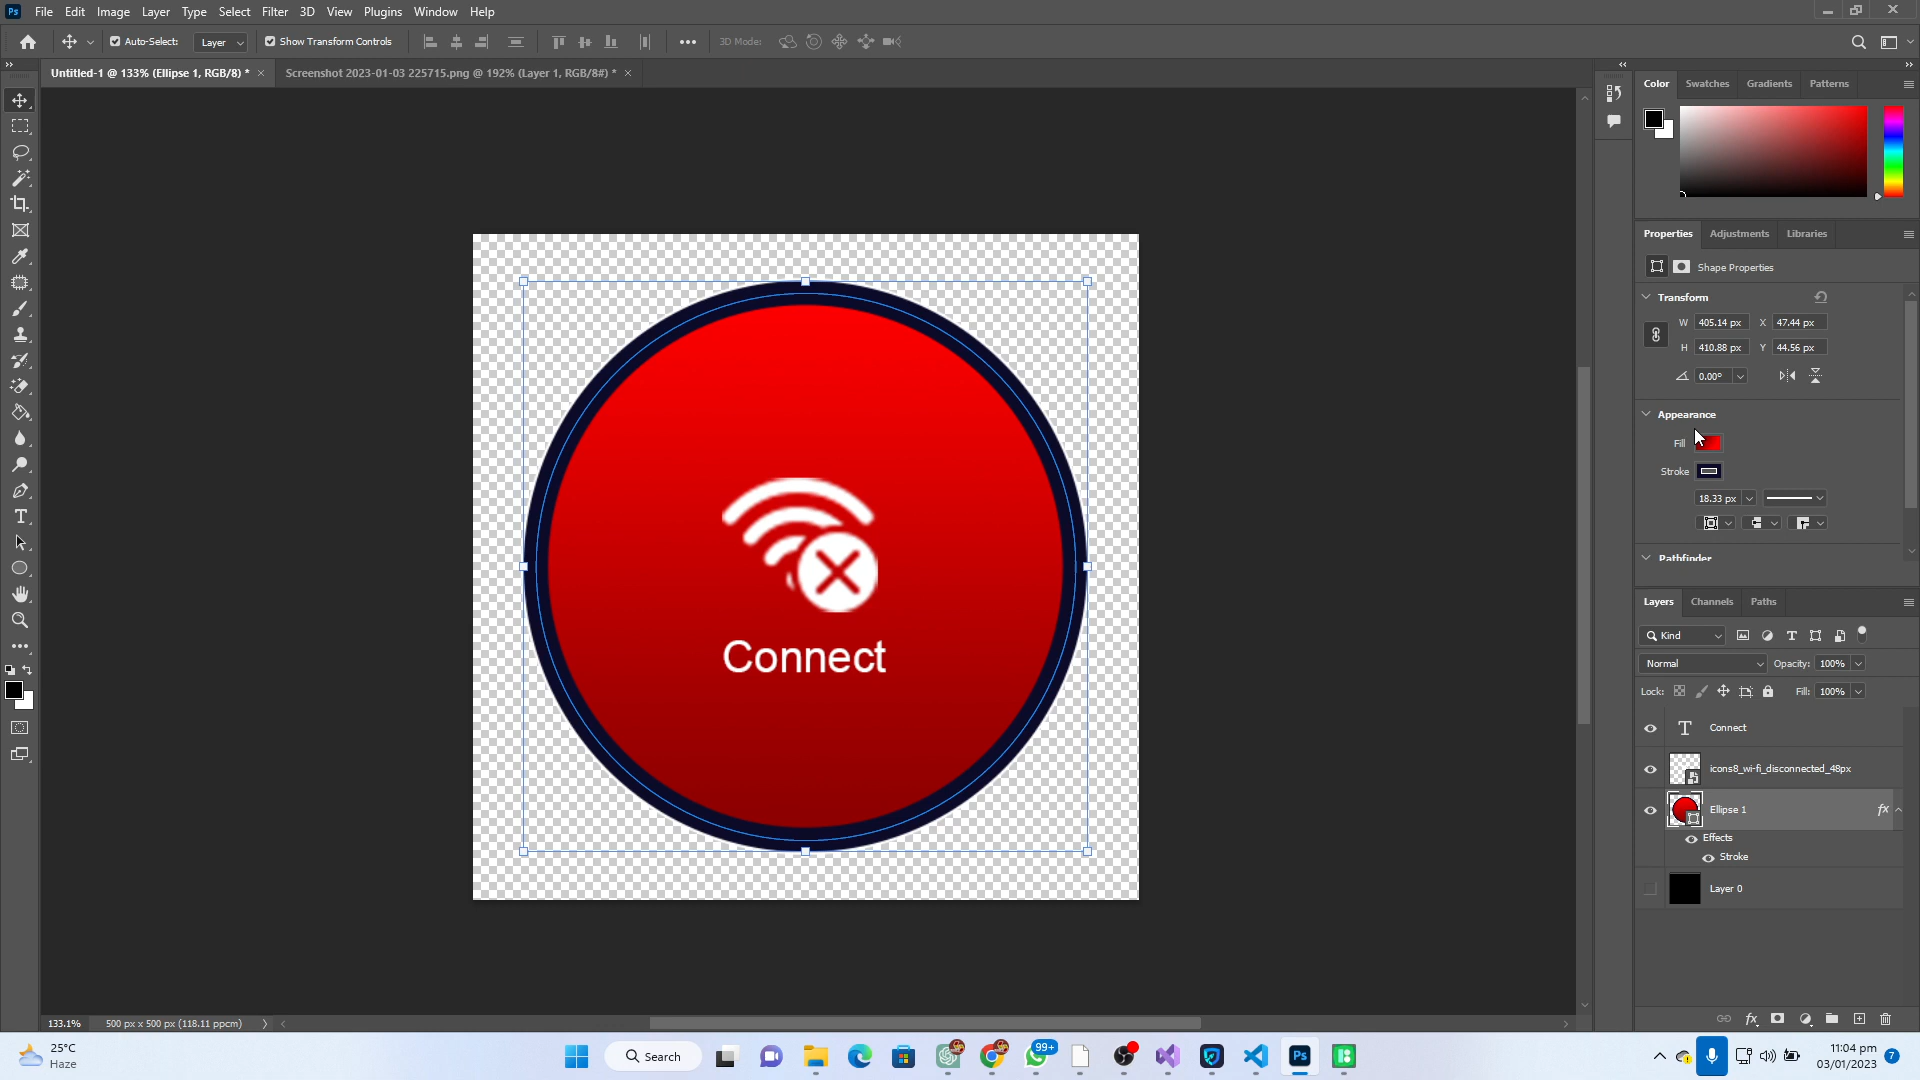 Ps File Edit Image Layer Type Select Filter 3D View Plugins Window Help
Auto-Select: Layer Show Transform Controls 3D Mode:
Untitled-1 @ 133% (Ellipse 1, RGB/8) * Screenshot 2023-01-03 225715.png @ 192% (Layer 1, RGB/8#) *
Color Swatches Gradients Patterns
Properties Adjustments Libraries
Shape Properties
Transform
W 405.14 px X 47.44 px
H 410.88 px Y 44.56 px
0.00°
Appearance
Fill
Stroke
18.33 px
Pathfinder
Connect
Layers Channels Paths
Kind
Normal Opacity: 100%
Lock: Fill: 100%
Connect
icons8_wi-fi_disconnected_48px
Ellipse 1 fx
Effects
Stroke
Layer 0
fx
133.1% 500 px x 500 px (118.11 ppcm)
25°C
Haze
Search
99+
Ps
11:04 pm
03/01/2023
7